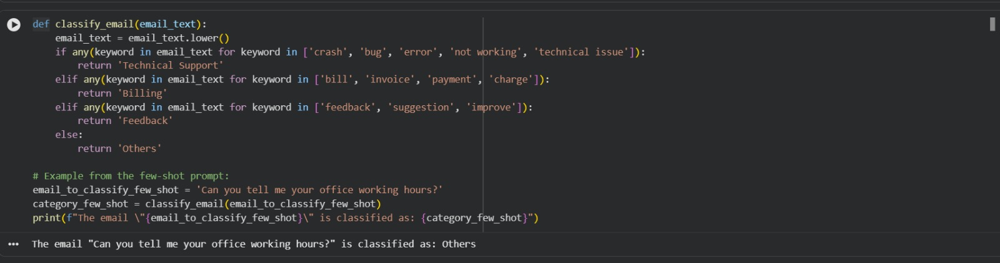 def classify_email(email_text):
    email_text = email_text.lower()
    if any(keyword in email_text for keyword in ['crash', 'bug', 'error', 'not working', 'technical issue']):
        return 'Technical Support'
    elif any(keyword in email_text for keyword in ['bill', 'invoice', 'payment', 'charge']):
        return 'Billing'
    elif any(keyword in email_text for keyword in ['feedback', 'suggestion', 'improve']):
        return 'Feedback'
    else:
        return 'Others'
# Example from the few-shot prompt:
email_to_classify_few_shot = 'Can you tell me your office working hours?'
category_few_shot = classify_email(email_to_classify_few_shot)
print(f"The email \"{email_to_classify_few_shot}\" is classified as: {category_few_shot}")
The email "Can you tell me your office working hours?" is classified as: Others